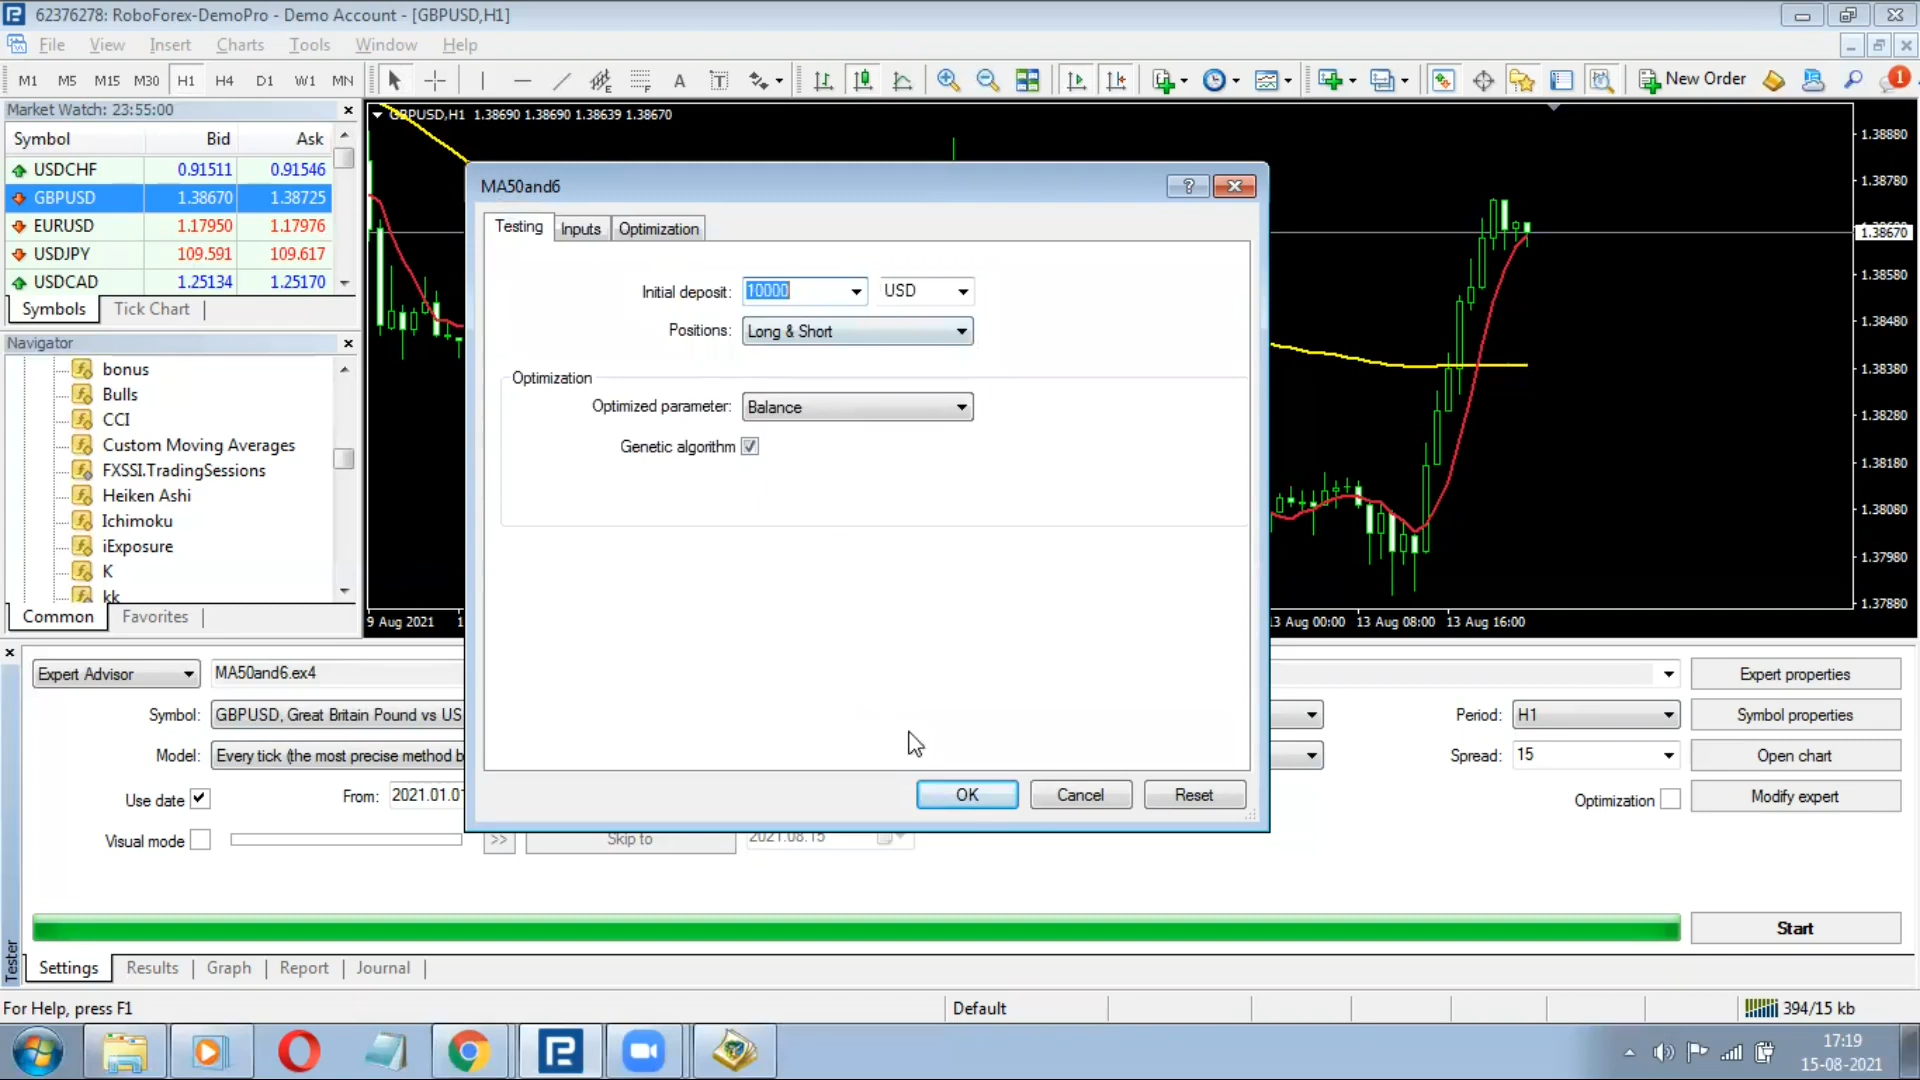 62376278: RoboForex-DemoPro - Demo Account - [GBPUSD,H1]
File View Insert Charts Tools Window Help
M1 M5 M15 M30 H1 H4 D1 W1 MN A T New Order 1
Market Watch: 23:55:00
Symbol Bid Ask
USDCHF 0.91511 0.91546
GBPUSD 1.38670 1.38725
EURUSD 1.17950 1.17976
USDJPY 109.591 109.617
USDCAD 1.25134 1.25170
Symbols Tick Chart
Navigator
bonus
Bulls
CCI
Custom Moving Averages
FXSSI.TradingSessions
Heiken Ashi
Ichimoku
iExposure
K
kk
Common Favorites
GBPUSD,H1 1.38690 1.38690 1.38639 1.38670
1.38880
1.38780
1.38670
1.38580
1.38480
1.38380
1.38280
1.38180
1.38080
1.37980
1.37880
9 Aug 2021 1 13 Aug 00:00 13 Aug 08:00 13 Aug 16:00
MA50and6
Testing Inputs Optimization
Initial deposit: 10000 USD
Positions: Long & Short
Optimization
Optimized parameter: Balance
Genetic algorithm
OK Cancel Reset
Expert Advisor MA50and6.ex4 Expert properties
Symbol: GBPUSD, Great Britain Pound vs US Period: H1 Symbol properties
Model: Every tick (the most precise method b Spread: 15 Open chart
Use date From: 2021.01.01 Optimization Modify expert
Visual mode >> Skip to 2021.08.15
Start
Tester
Settings Results Graph Report Journal
For Help, press F1 Default 394/15 kb
17:19
15-08-2021